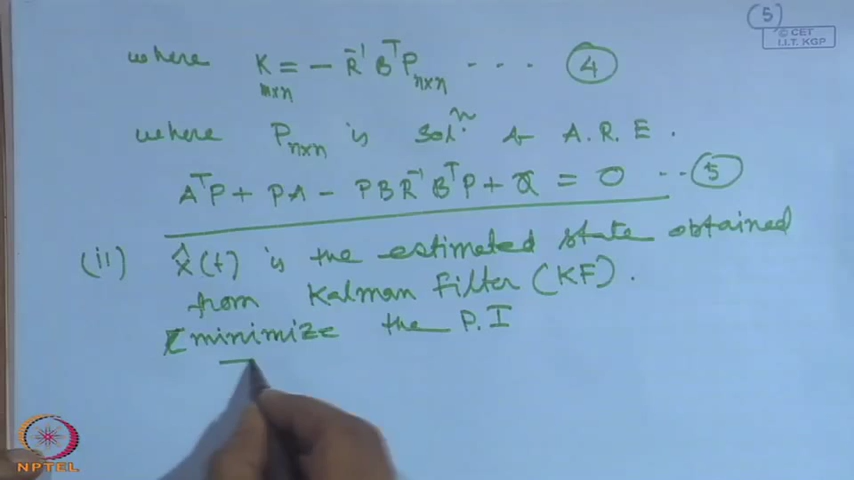 5
© CET
I.I.T. KGP
where K = - R⁻¹ Bᵀ P ... (4)
m×n n×n
where P n×n is solⁿ. of A.R.E.
AᵀP + PA - PBR⁻¹BᵀP + Q = 0 ... (5)
(ii) x̂(t) is the estimated state obtained
from Kalman Filter (KF).
[minimize the P.I
NPTEL